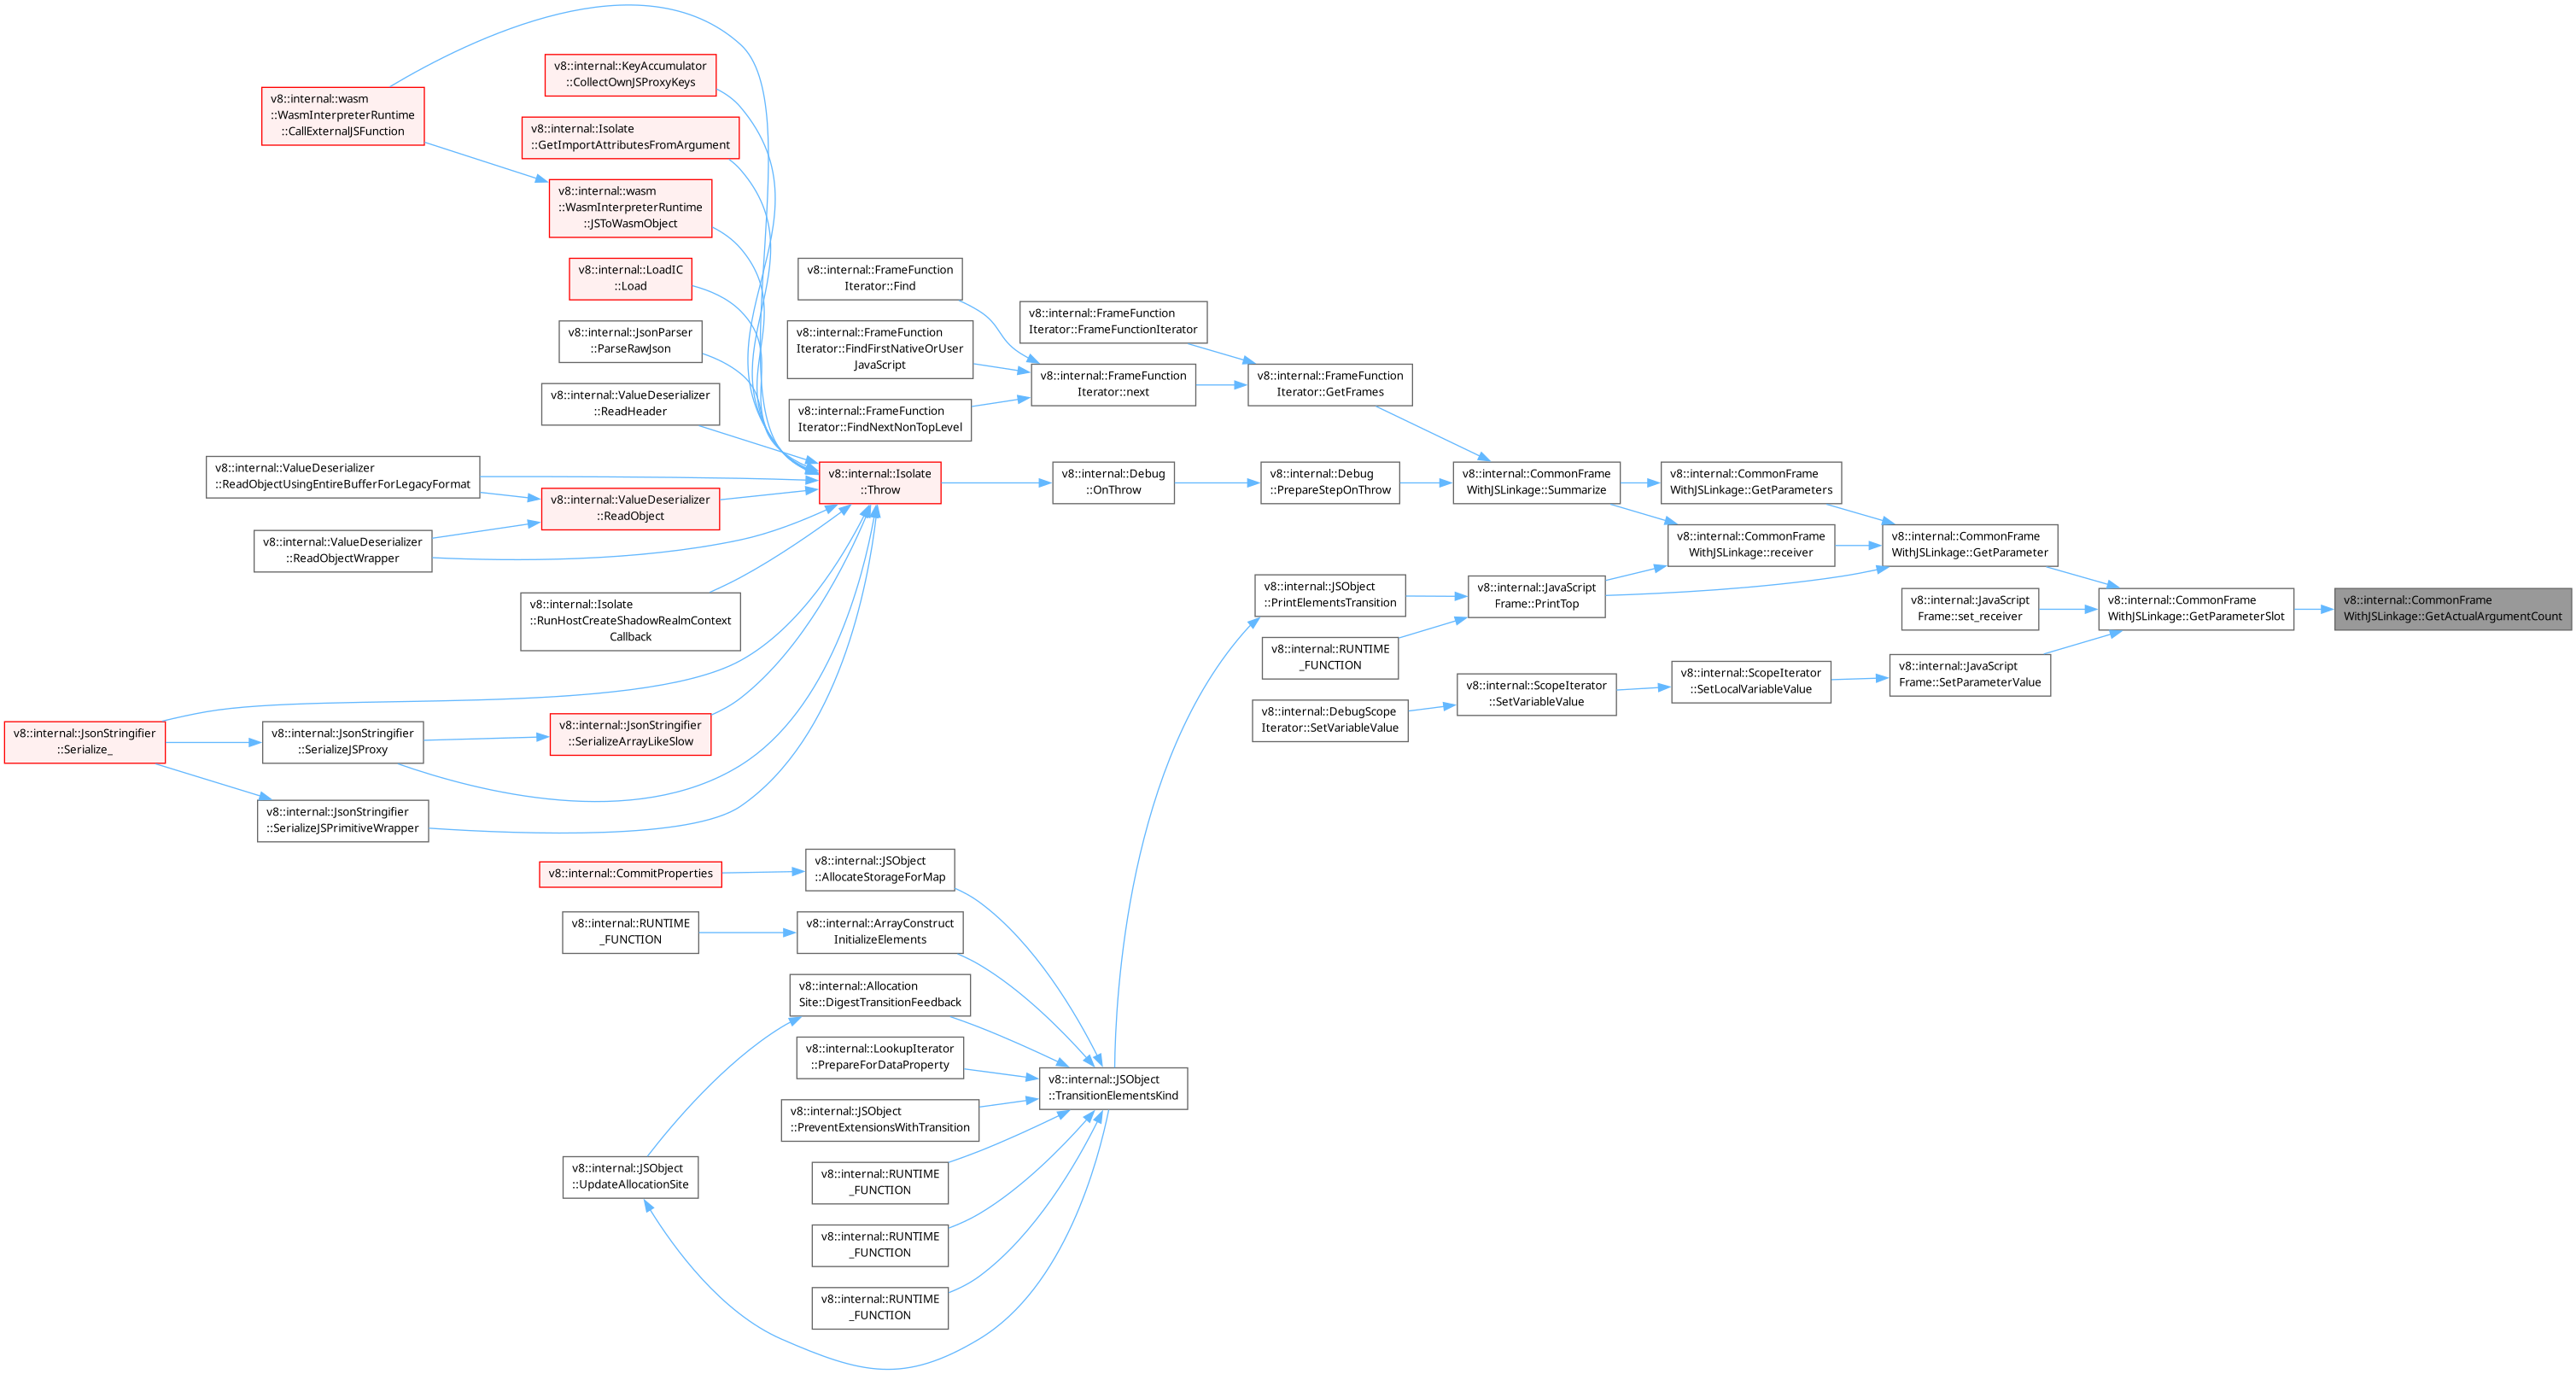 v8::internal::wasm
::WasmInterpreterRuntime
::CallExternalJSFunction
v8::internal::KeyAccumulator
::CollectOwnJSProxyKeys
v8::internal::Isolate
::GetImportAttributesFromArgument
v8::internal::wasm
::WasmInterpreterRuntime
::JSToWasmObject
v8::internal::LoadIC
::Load
v8::internal::JsonParser
::ParseRawJson
v8::internal::ValueDeserializer
::ReadHeader
v8::internal::ValueDeserializer
::ReadObjectUsingEntireBufferForLegacyFormat
v8::internal::ValueDeserializer
::ReadObject
v8::internal::ValueDeserializer
::ReadObjectWrapper
v8::internal::Isolate
::RunHostCreateShadowRealmContext
Callback
v8::internal::JsonStringifier
::Serialize_
v8::internal::JsonStringifier
::SerializeJSProxy
v8::internal::JsonStringifier
::SerializeArrayLikeSlow
v8::internal::JsonStringifier
::SerializeJSPrimitiveWrapper
v8::internal::Isolate
::Throw
v8::internal::FrameFunction
Iterator::Find
v8::internal::FrameFunction
Iterator::FindFirstNativeOrUser
JavaScript
v8::internal::FrameFunction
Iterator::FindNextNonTopLevel
v8::internal::FrameFunction
Iterator::FrameFunctionIterator
v8::internal::FrameFunction
Iterator::next
v8::internal::FrameFunction
Iterator::GetFrames
v8::internal::Debug
::OnThrow
v8::internal::Debug
::PrepareStepOnThrow
v8::internal::CommonFrame
WithJSLinkage::Summarize
v8::internal::CommonFrame
WithJSLinkage::GetParameters
v8::internal::CommonFrame
WithJSLinkage::receiver
v8::internal::CommonFrame
WithJSLinkage::GetParameter
v8::internal::JSObject
::PrintElementsTransition
v8::internal::JavaScript
Frame::PrintTop
v8::internal::RUNTIME
_FUNCTION
v8::internal::JavaScript
Frame::set_receiver
v8::internal::CommonFrame
WithJSLinkage::GetParameterSlot
v8::internal::CommonFrame
WithJSLinkage::GetActualArgumentCount
v8::internal::DebugScope
Iterator::SetVariableValue
v8::internal::ScopeIterator
::SetVariableValue
v8::internal::ScopeIterator
::SetLocalVariableValue
v8::internal::JavaScript
Frame::SetParameterValue
v8::internal::CommitProperties
v8::internal::JSObject
::AllocateStorageForMap
v8::internal::RUNTIME
_FUNCTION
v8::internal::ArrayConstruct
InitializeElements
v8::internal::Allocation
Site::DigestTransitionFeedback
v8::internal::LookupIterator
::PrepareForDataProperty
v8::internal::JSObject
::TransitionElementsKind
v8::internal::JSObject
::PreventExtensionsWithTransition
v8::internal::JSObject
::UpdateAllocationSite
v8::internal::RUNTIME
_FUNCTION
v8::internal::RUNTIME
_FUNCTION
v8::internal::RUNTIME
_FUNCTION